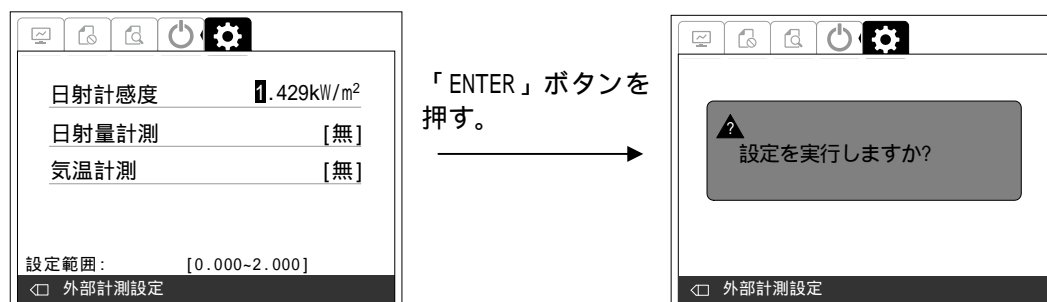 日射計感度 1.429kW/m²
日射量計測 [無]
気温計測 [無]
設定範囲: [0.000~2.000]
外部計測設定
「ENTER」ボタンを
押す。
?
設定を実行しますか?
外部計測設定